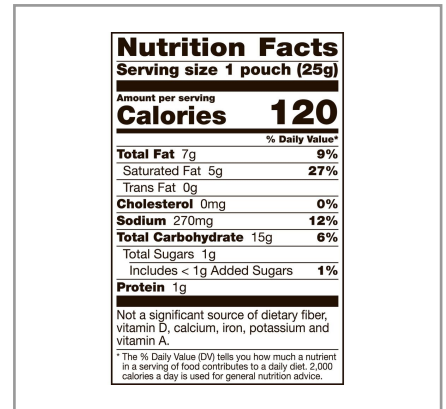 Nutrition Facts
Serving size 1 pouch (25g)
Amount per serving
Calories 120
% Daily Value*
Total Fat 7g 9%
Saturated Fat 5g 27%
Trans Fat 0g
Cholesterol 0mg 0%
Sodium 270mg 12%
Total Carbohydrate 15g 6%
Total Sugars 1g
Includes < 1g Added Sugars 1%
Protein 1g
Not a significant source of dietary fiber,
vitamin D, calcium, iron, potassium and
vitamin A.
* The % Daily Value (DV) tells you how much a nutrient
in a serving of food contributes to a daily diet. 2,000
calories a day is used for general nutrition advice.